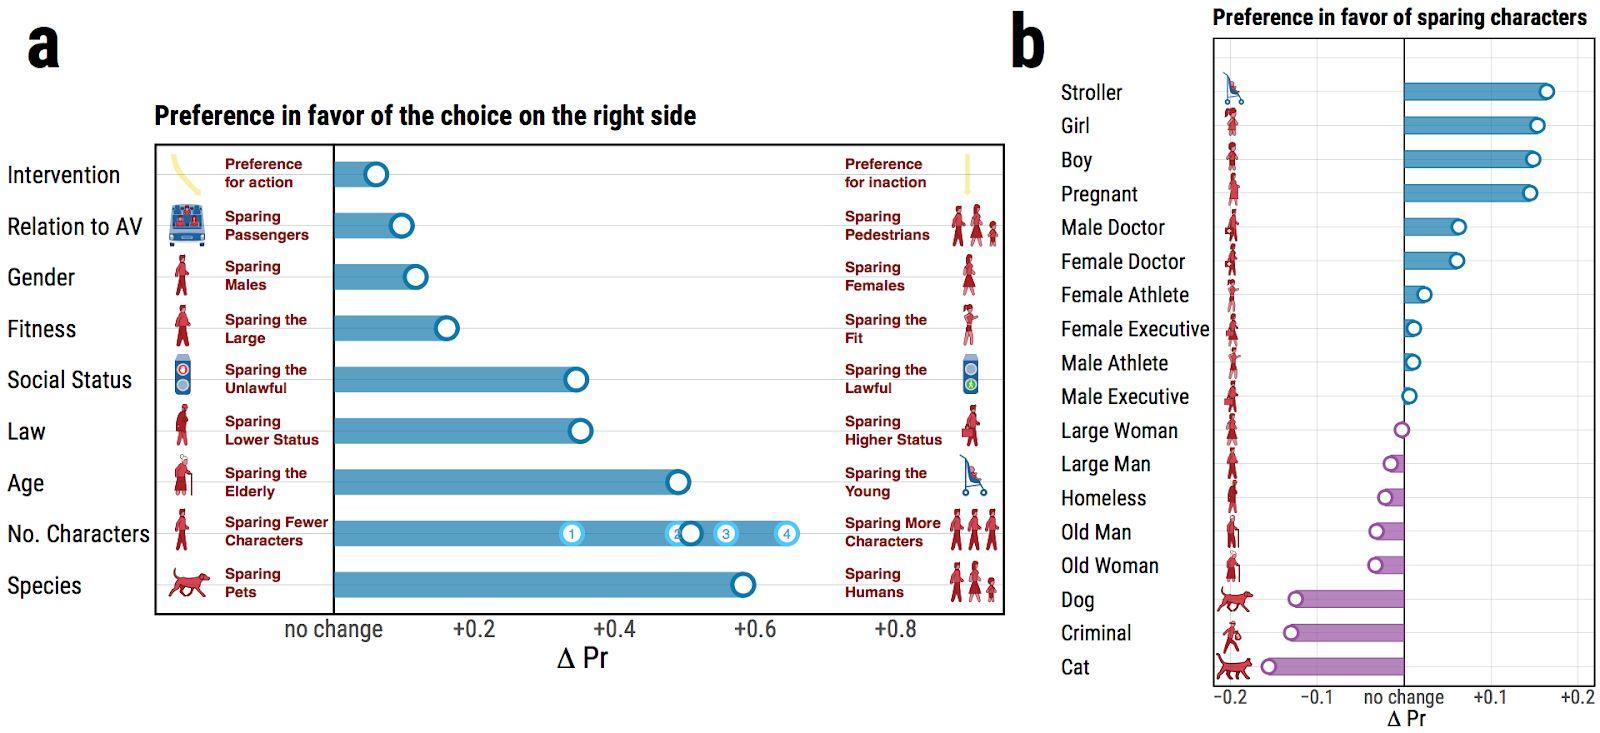 a
Preference in favor of the choice on the right side
Intervention
Preference
for action
Preference
for inaction
Relation to AV
Sparing
Passengers
Sparing
Pedestrians
Gender
Sparing
Males
Sparing
Females
Fitness
Sparing the
Large
Sparing the
Fit
Social Status
Sparing the
Unlawful
Sparing the
Lawful
Law
Sparing
Lower Status
Sparing
Higher Status
Age
Sparing the
Elderly
Sparing the
Young
No. Characters
Sparing Fewer
Characters
1 2 3 4
Sparing More
Characters
Species
Sparing
Pets
Sparing
Humans
no change +0.2 +0.4 +0.6 +0.8
Δ Pr
b
Preference in favor of sparing characters
Stroller
Girl
Boy
Pregnant
Male Doctor
Female Doctor
Female Athlete
Female Executive
Male Athlete
Male Executive
Large Woman
Large Man
Homeless
Old Man
Old Woman
Dog
Criminal
Cat
−0.2 −0.1 no change +0.1 +0.2
Δ Pr